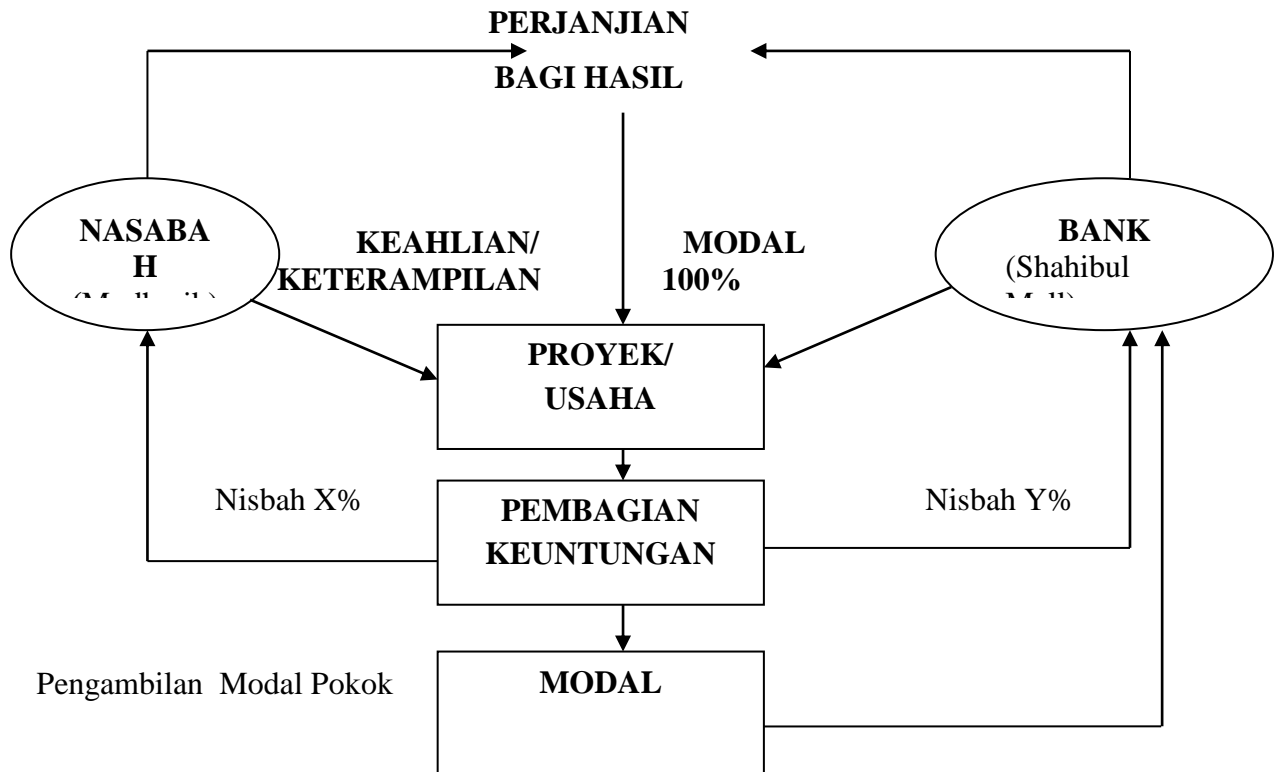 PERJANJIAN
BAGI HASIL
NASABA
H
KEAHLIAN/
KETERAMPILAN
MODAL
100%
BANK
(Shahibul
PROYEK/
USAHA
Nisbah X%
PEMBAGIAN
KEUNTUNGAN
Nisbah Y%
Pengambilan Modal Pokok
MODAL